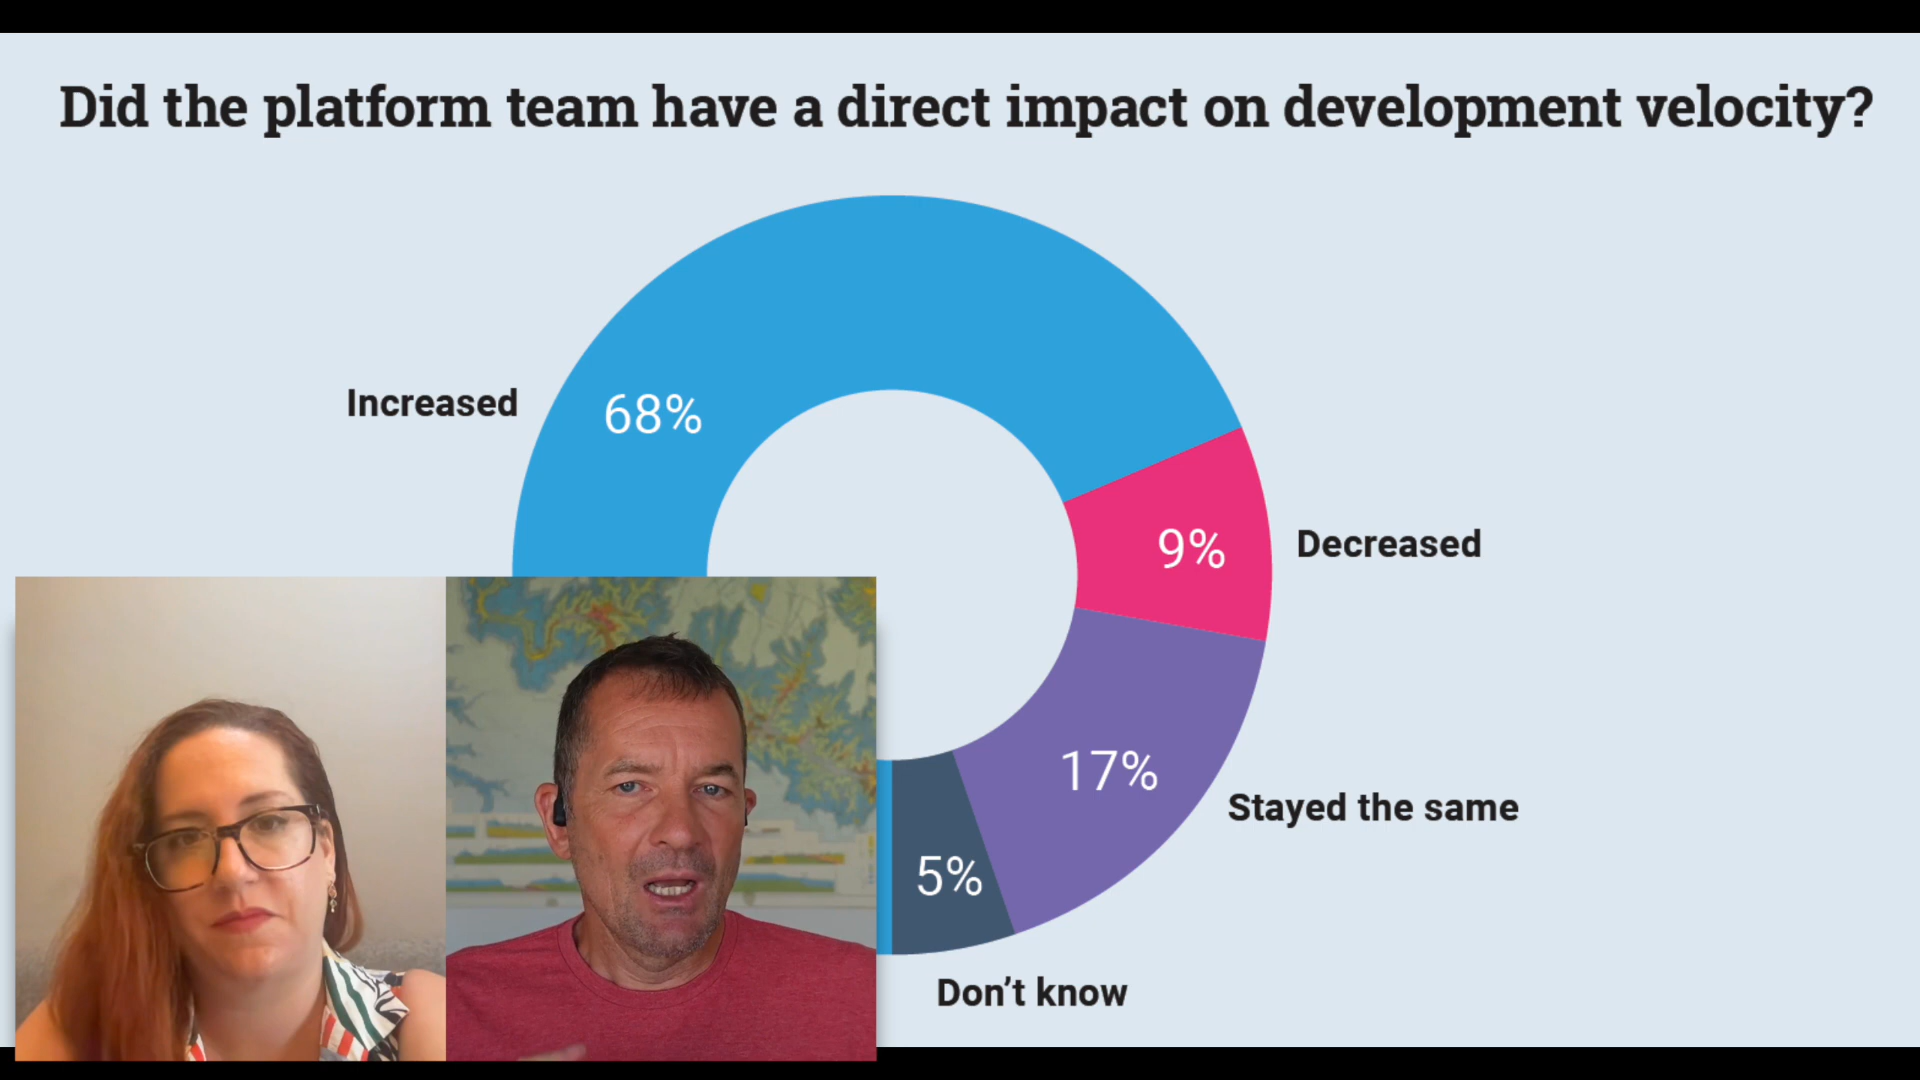 Did the platform team have a direct impact on development velocity?
Increased
68%
9%
Decreased
17%
Stayed the same
5%
Don’t know